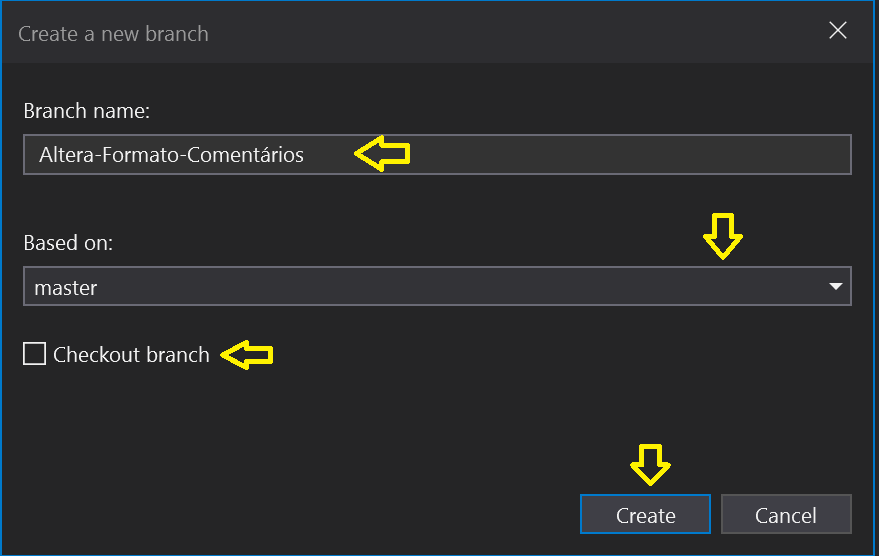 Create a new branch
Branch name:
Altera-Formato-Comentários
Based on:
master
Checkout branch
Create
Cancel